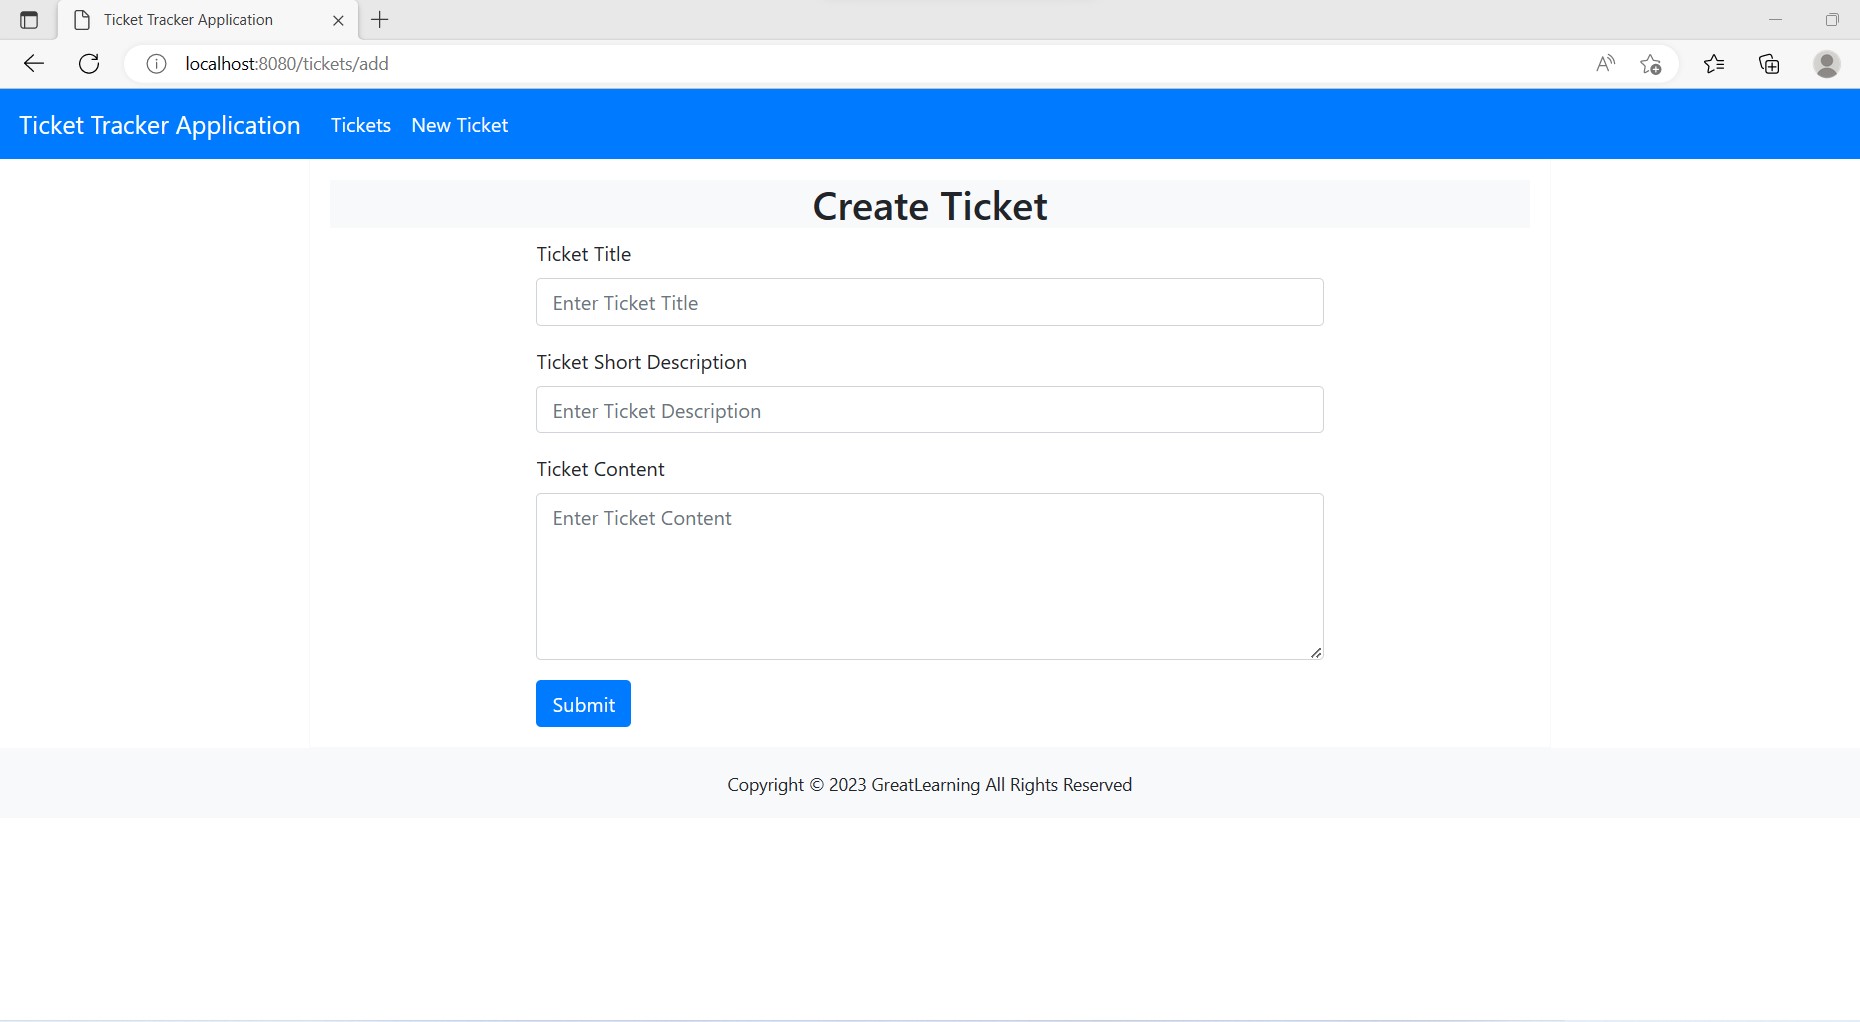 Ticket Tracker Application
localhost:8080/tickets/add
Ticket Tracker Application Tickets New Ticket
Create Ticket
Ticket Title
Enter Ticket Title
Ticket Short Description
Enter Ticket Description
Ticket Content
Enter Ticket Content
Submit
Copyright © 2023 GreatLearning All Rights Reserved